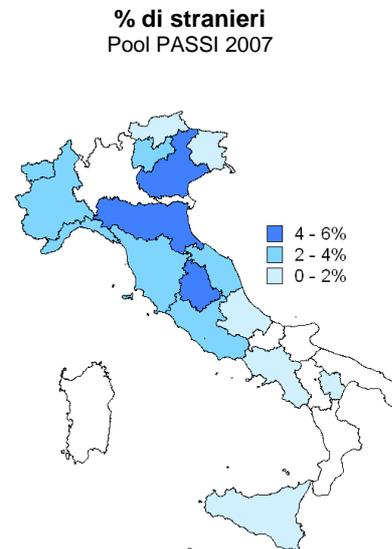 % di stranieri
Pool PASSI 2007
4 - 6%
2 - 4%
0 - 2%